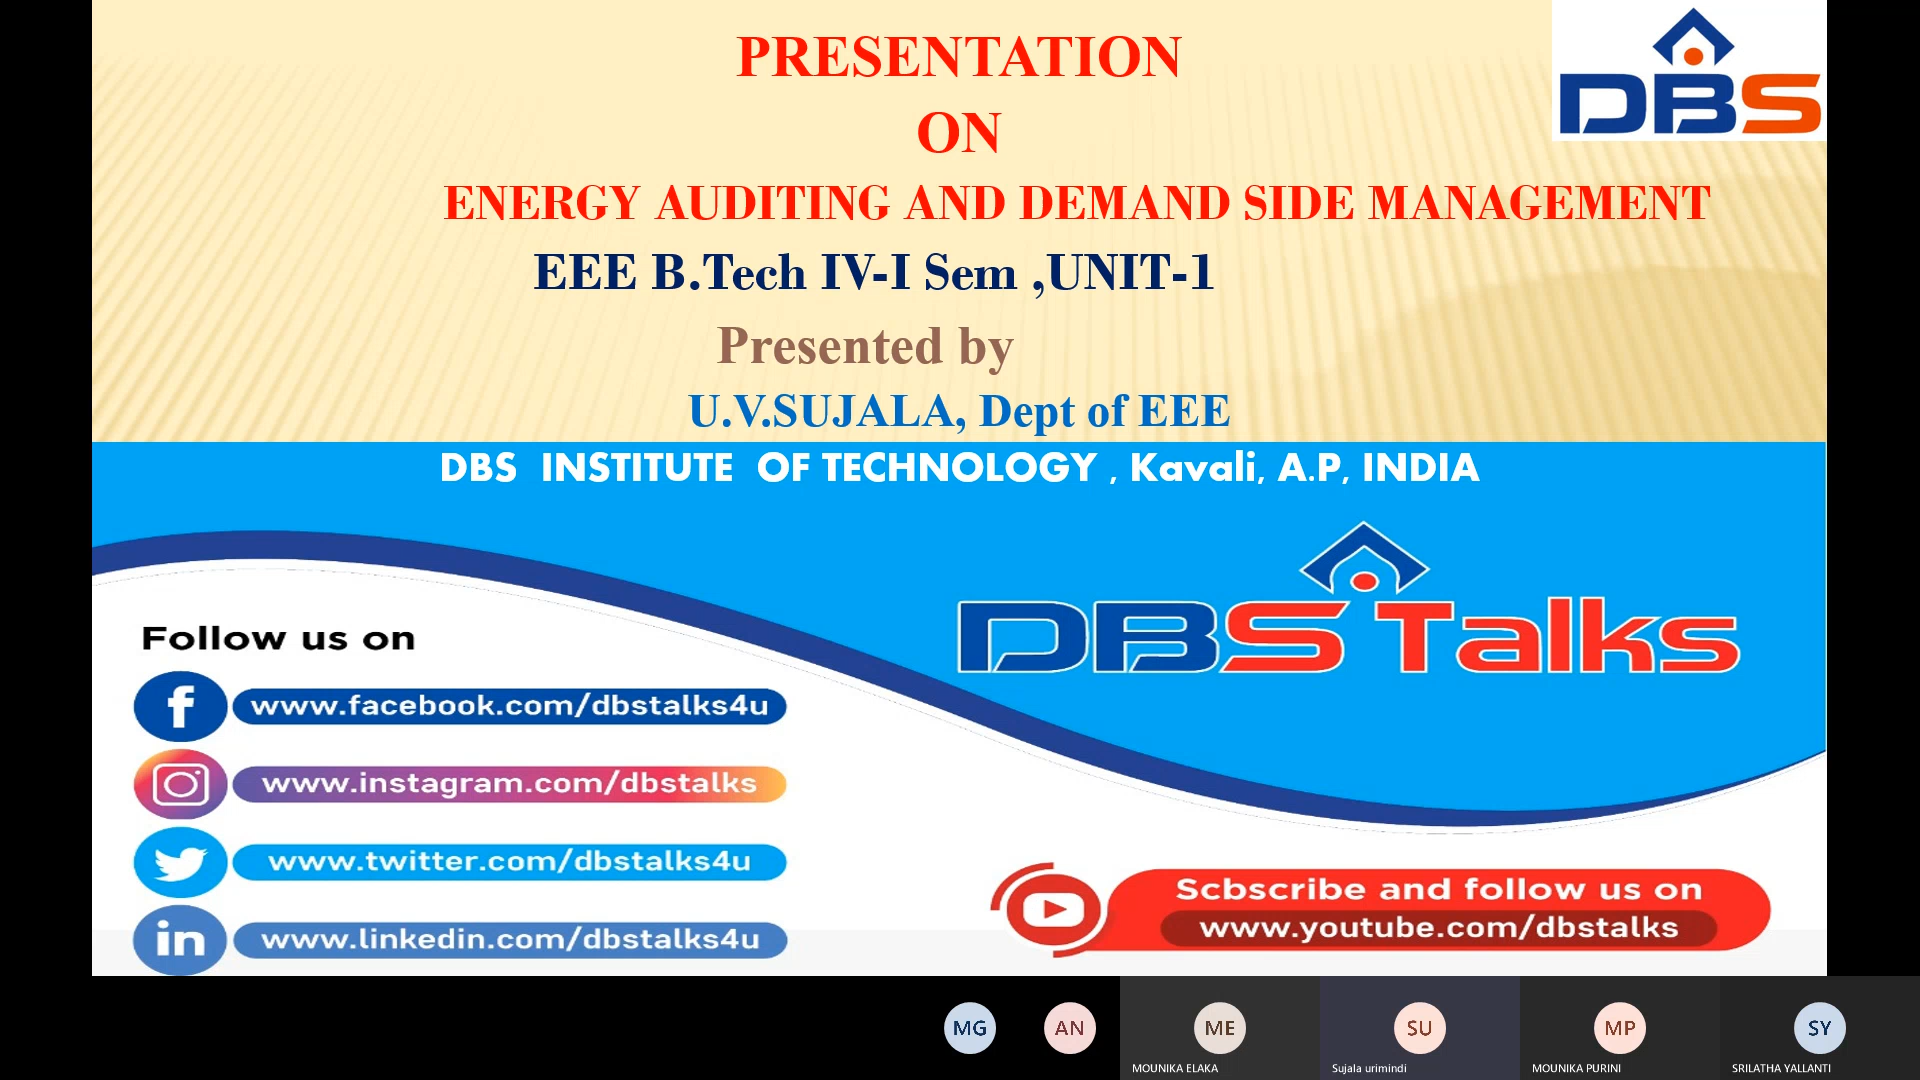 PRESENTATION
ON
ENERGY AUDITING AND DEMAND SIDE MANAGEMENT
EEE B.Tech IV-I Sem ,UNIT-1
Presented by
U.V.SUJALA, Dept of EEE
DBS
DBS INSTITUTE OF TECHNOLOGY , Kavali, A.P, INDIA
DBS Talks
Follow us on
f www.facebook.com/dbstalks4u
www.instagram.com/dbstalks
www.twitter.com/dbstalks4u
in www.linkedin.com/dbstalks4u
Scbscribe and follow us on
www.youtube.com/dbstalks
MG AN ME SU MP SY
MOUNIKA ELAKA Sujala urimindi MOUNIKA PURINI SRILATHA YALLANTI